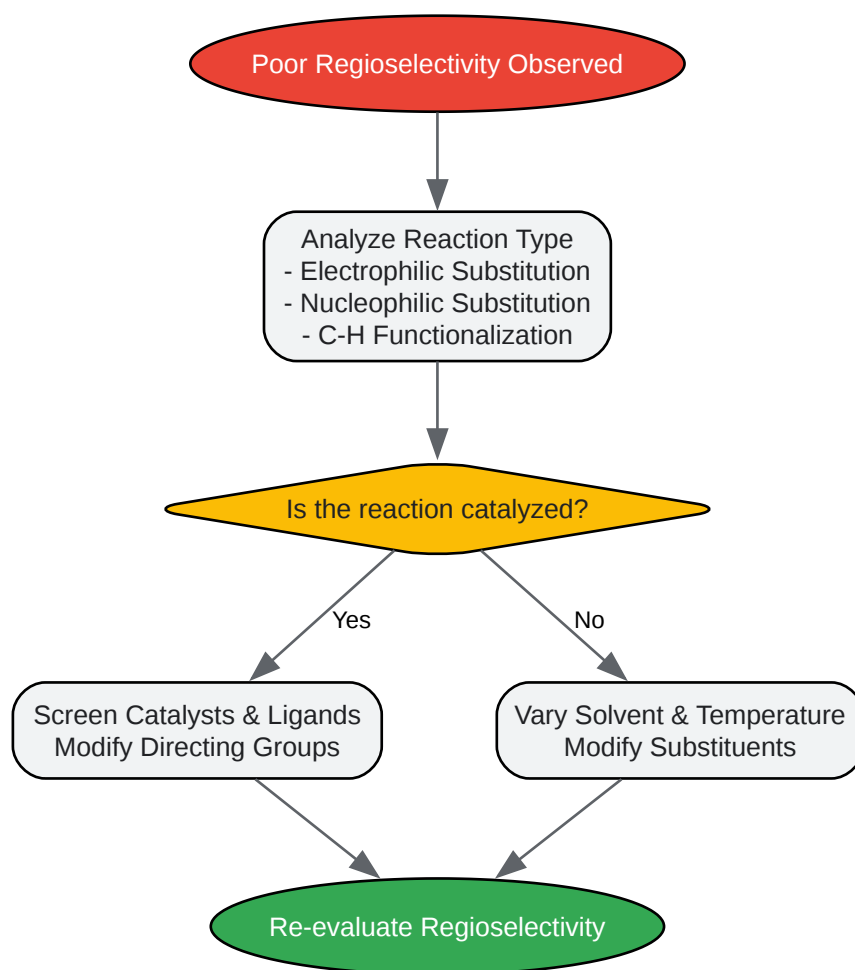 Poor Regioselectivity Observed
Analyze Reaction Type
- Electrophilic Substitution
- Nucleophilic Substitution
- C-H Functionalization
Is the reaction catalyzed?
Yes
No
Screen Catalysts & Ligands
Modify Directing Groups
Vary Solvent & Temperature
Modify Substituents
Re-evaluate Regioselectivity